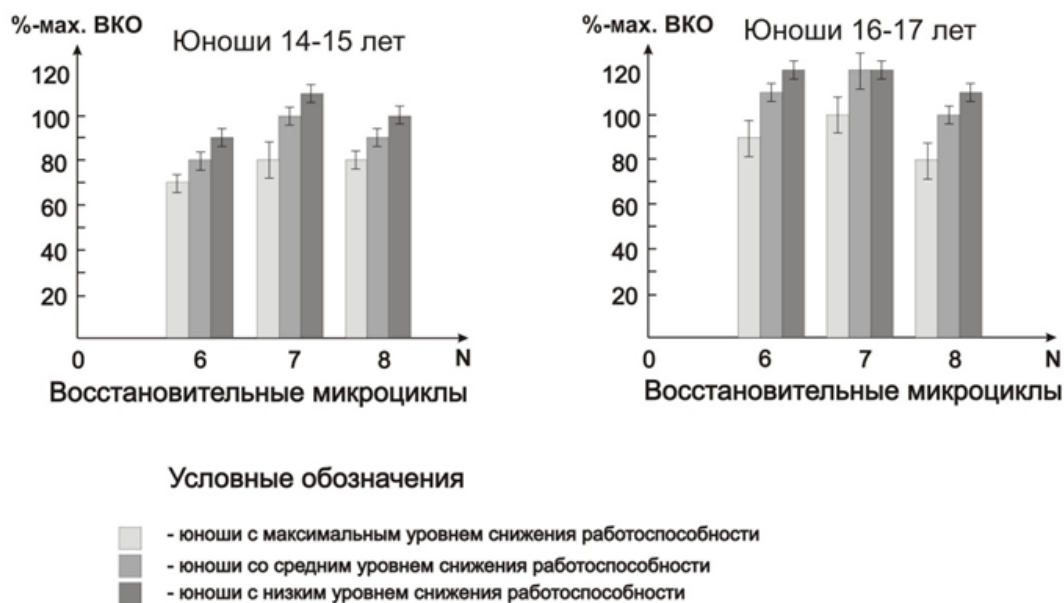 %-мах. ВКО
Юноши 14-15 лет
120
100
80
60
40
20
0
6
7
8
N
Восстановительные микроциклы
%-мах. ВКО
Юноши 16-17 лет
120
100
80
60
40
20
0
6
7
8
N
Восстановительные микроциклы
Условные обозначения
- юноши с максимальным уровнем снижения работоспособности
- юноши со средним уровнем снижения работоспособности
- юноши с низким уровнем снижения работоспособности